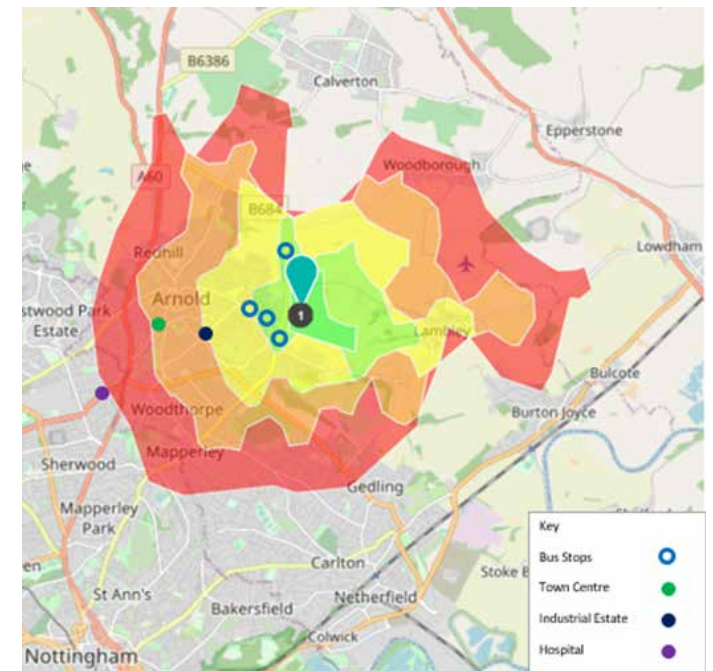 B6386
Calverton
Epperstone
Woodborough
A60
B684
Redhill
Lowdham
Arnold
stwood Park
Estate
1
Lambley
Bulcote
Woodthorpe
Burton Joyce
Mapperley
Sherwood
Gedling
Mapperley
Park
Key
Bus Stops
Carlton
Stoke B
Town Centre
St Ann's
Netherfield
Bakersfield
Industrial Estate
Colwick
Nottingham
Hospital